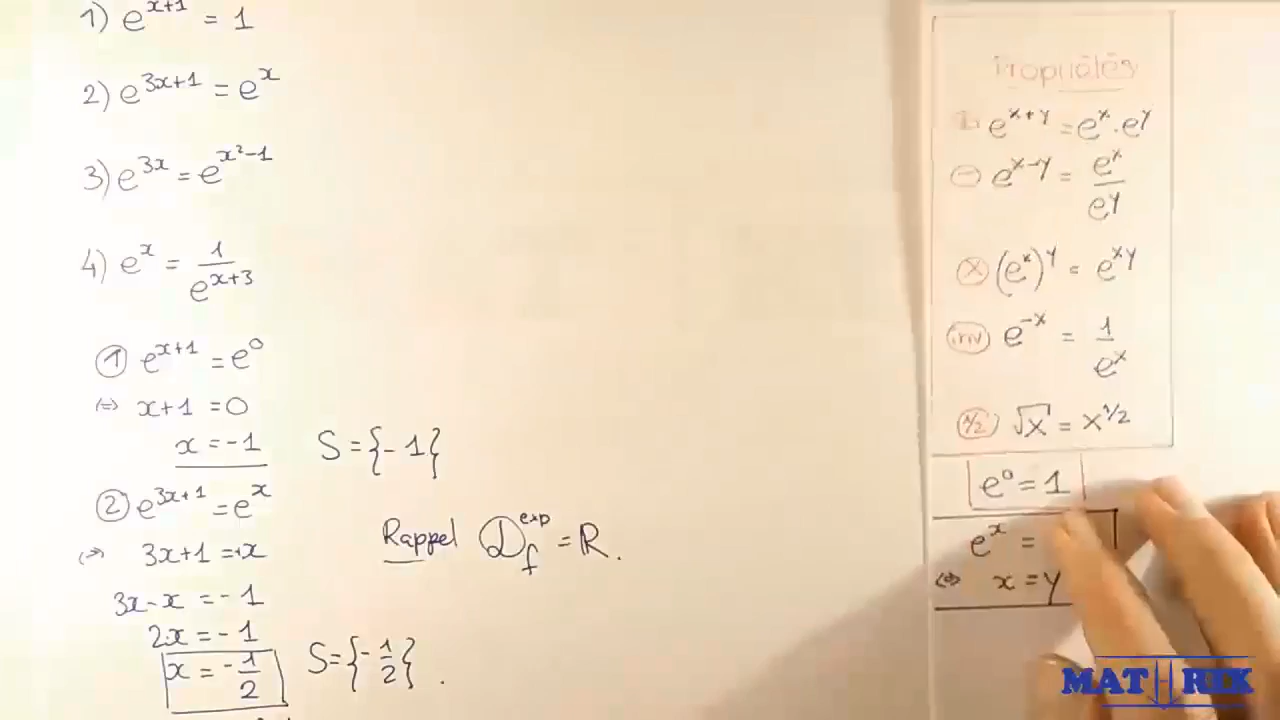 1) e^{x+1} = 1
2) e^{3x+1} = e^x
3) e^{3x} = e^{x²-1}
4) e^x = 1/e^{x+3}
① e^{x+1} = e^0
⇔ x+1 = 0
x = -1 S = {-1}
② e^{3x+1} = e^x
Rappel D_f^{exp} = ℝ.
⇔ 3x+1 = x
3x-x = -1
2x = -1
x = -1/2 S = {-1/2}.
Propriétés
e^{x+y} = e^x . e^y
⊖ e^{x-y} = e^x/e^y
ⓧ (e^x)^y = e^{xy}
inv e^{-x} = 1/e^x
1/2 √x = x^{1/2}
e^0 = 1
e^x =
⇔ x = y
MATHRIX